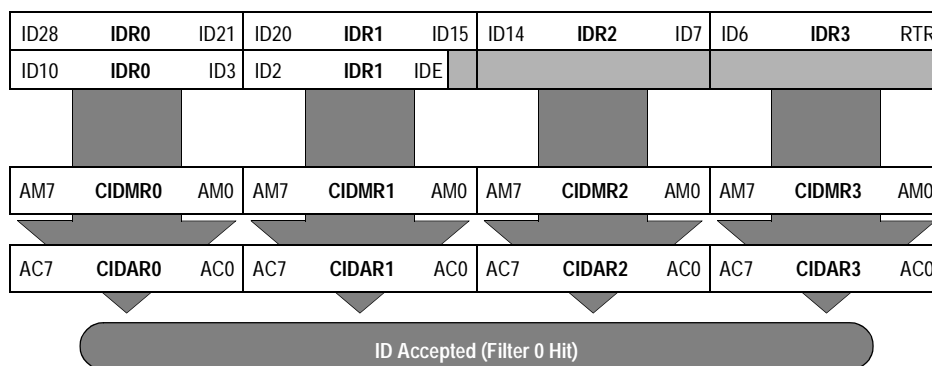 ID28 IDR0 ID21 ID20 IDR1 ID15 ID14 IDR2 ID7 ID6 IDR3 RTR
ID10 IDR0 ID3 ID2 IDR1 IDE
AM7 CIDMR0 AM0 AM7 CIDMR1 AM0 AM7 CIDMR2 AM0 AM7 CIDMR3 AM0
AC7 CIDAR0 AC0 AC7 CIDAR1 AC0 AC7 CIDAR2 AC0 AC7 CIDAR3 AC0
ID Accepted (Filter 0 Hit)